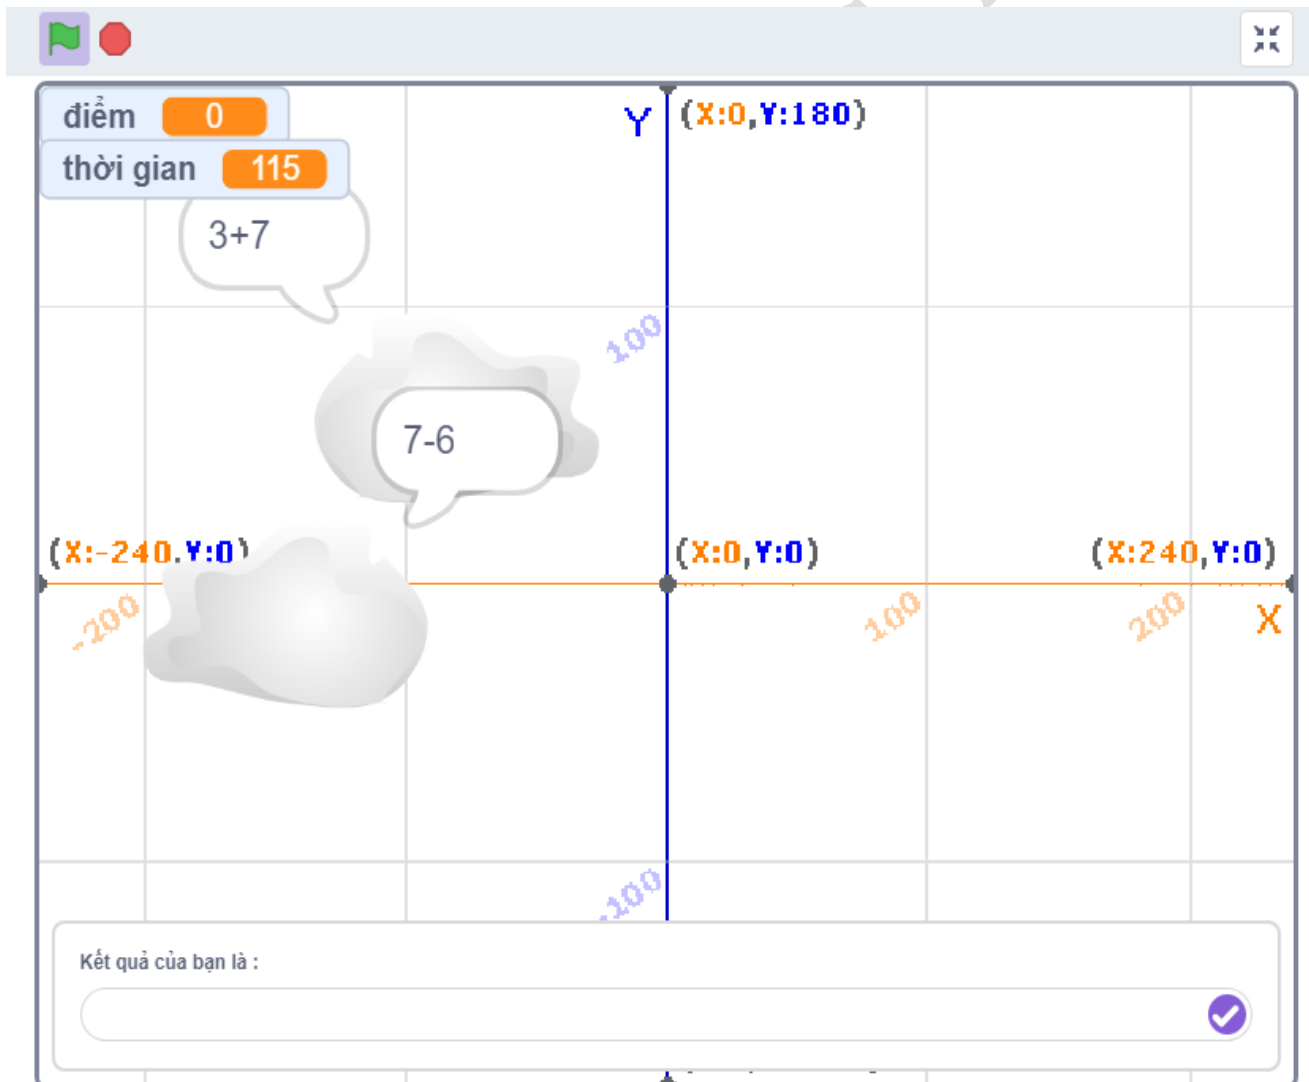 điểm 0
(X:0,Y:180)
Y
thời gian 115
3+7
100
7-6
(X:-240,Y:0)
(X:0,Y:0)
(X:240,Y:0)
-200
100
200
X
-100
Kết quả của bạn là :